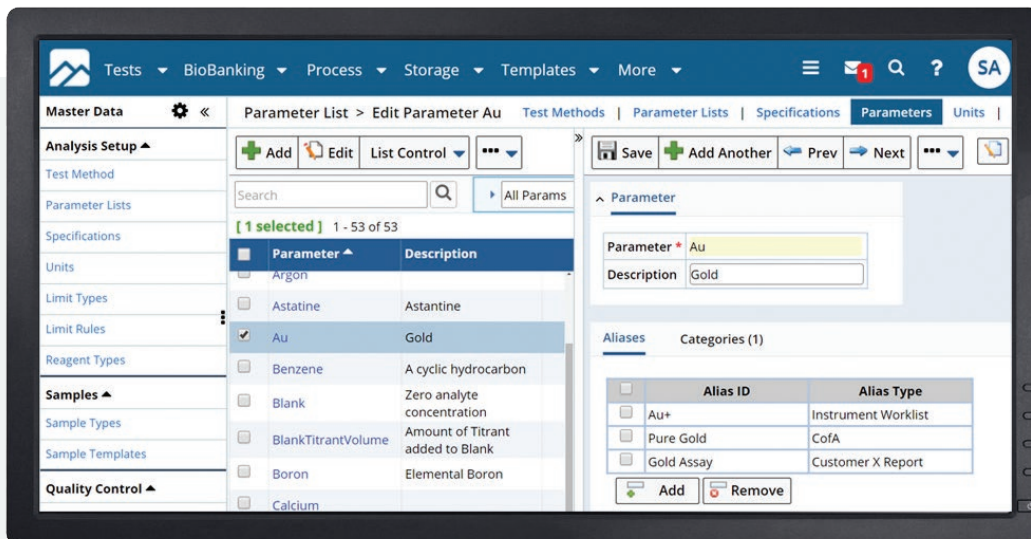 Tests BioBanking Process Storage Templates More 1 ? SA
Master Data «
Parameter List > Edit Parameter Au Test Methods | Parameter Lists | Specifications Parameters Units |
Analysis Setup
Test Method
Parameter Lists
Specifications
Units
Limit Types
Limit Rules
Reagent Types
Samples
Sample Types
Sample Templates
Quality Control
Add Edit List Control ••• »
Search All Params
[ 1 selected ] 1 - 53 of 53
Parameter Description
Argon
Astatine Astantine
Au Gold
Benzene A cyclic hydrocarbon
Blank Zero analyte
concentration
BlankTitrantVolume Amount of Titrant
added to Blank
Boron Elemental Boron
Calcium
Save Add Another Prev Next •••
Parameter
Parameter * Au
Description Gold
Aliases Categories (1)
Alias ID Alias Type
Au+ Instrument Worklist
Pure Gold CofA
Gold Assay Customer X Report
Add Remove